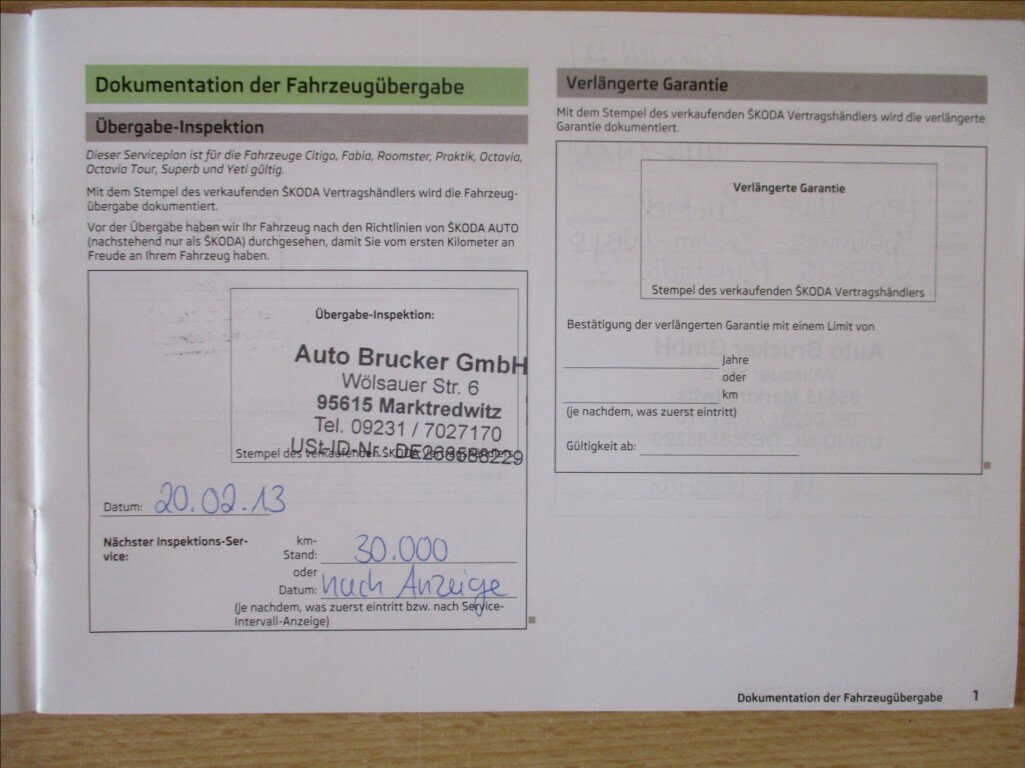 Dokumentation der Fahrzeugübergabe
Übergabe-Inspektion
Dieser Serviceplan ist für die Fahrzeuge Citigo, Fabia, Roomster, Praktik, Octavia,
Octavia Tour, Superb und Yeti gültig.
Mit dem Stempel des verkaufenden ŠKODA Vertragshändlers wird die Fahrzeug-
übergabe dokumentiert.
Vor der Übergabe haben wir Ihr Fahrzeug nach den Richtlinien von ŠKODA AUTO
(nachstehend nur als ŠKODA) durchgesehen, damit Sie vom ersten Kilometer an
Freude an Ihrem Fahrzeug haben.
Übergabe-Inspektion:
Auto Brucker GmbH
Wölsauer Str. 6
95615 Marktredwitz
Tel. 09231 / 7027170
USt-ID-Nr.: DE268588229
Stempel des verkaufenden ŠKODA Vertragshändlers
Datum: 20.02.13
Nächster Inspektions-Ser-
vice:
km-
Stand: 30.000
oder
Datum: nach Anzeige
(je nachdem, was zuerst eintritt bzw. nach Service-
Intervall-Anzeige)
Verlängerte Garantie
Mit dem Stempel des verkaufenden ŠKODA Vertragshändlers wird die verlängerte
Garantie dokumentiert.
Verlängerte Garantie
Stempel des verkaufenden ŠKODA Vertragshändlers
Bestätigung der verlängerten Garantie mit einem Limit von
Jahre
oder
km
(je nachdem, was zuerst eintritt)
Gültigkeit ab:
Dokumentation der Fahrzeugübergabe 1